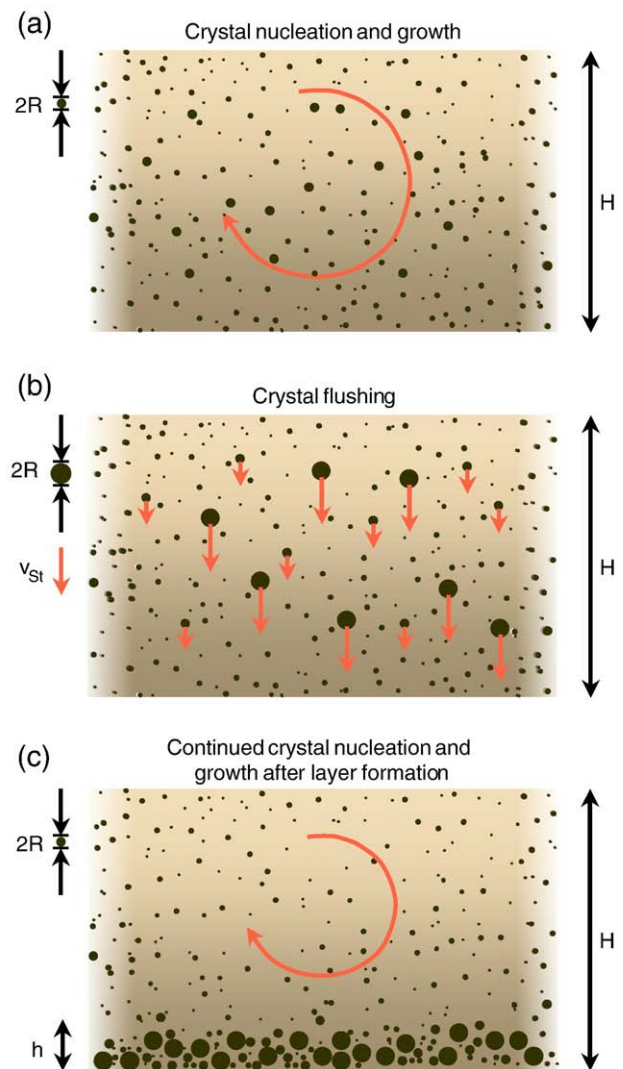 (a)
Crystal nucleation and growth
2R
H
(b)
Crystal flushing
2R
vSt
H
(c)
Continued crystal nucleation and
growth after layer formation
2R
H
h